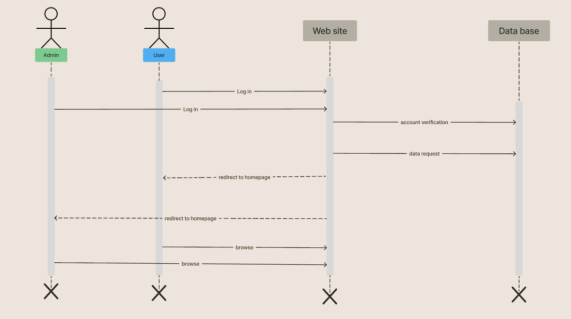 Admin
User
Web site
Data base
Log in
Log in
account verification
data request
redirect to homepage
redirect to homepage
browse
browse